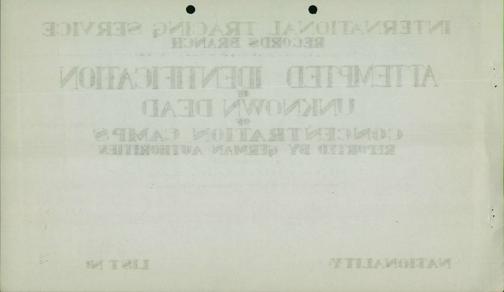 INTERNATIONAL TRACING SERVICE
RECORDS BRANCH
ATTEMPTED IDENTIFICATION
OF
UNKNOWN DEAD
OF
CONCENTRATION CAMPS
REPORTED BY GERMAN AUTHORITIES
NATIONALITY: LIST Nº